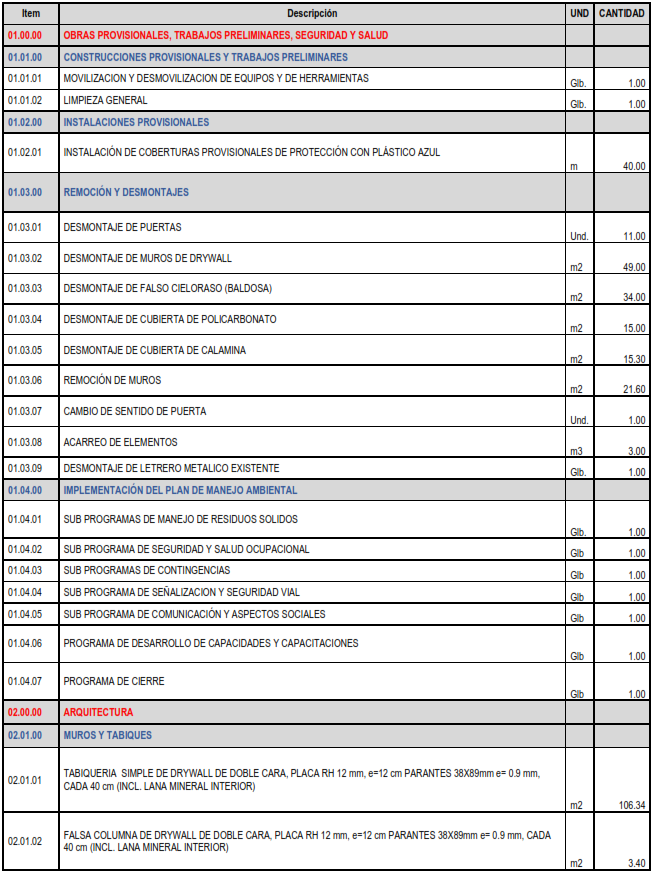 Item Descripción UND CANTIDAD
01.00.00 OBRAS PROVISIONALES, TRABAJOS PRELIMINARES, SEGURIDAD Y SALUD
01.01.00 CONSTRUCCIONES PROVISIONALES Y TRABAJOS PRELIMINARES
01.01.01 MOVILIZACION Y DESMOVILIZACION DE EQUIPOS Y DE HERRAMIENTAS Glb. 1.00
01.01.02 LIMPIEZA GENERAL Glb. 1.00
01.02.00 INSTALACIONES PROVISIONALES
01.02.01 INSTALACIÓN DE COBERTURAS PROVISIONALES DE PROTECCIÓN CON PLÁSTICO AZUL m 40.00
01.03.00 REMOCIÓN Y DESMONTAJES
01.03.01 DESMONTAJE DE PUERTAS Und. 11.00
01.03.02 DESMONTAJE DE MUROS DE DRYWALL m2 49.00
01.03.03 DESMONTAJE DE FALSO CIELORASO (BALDOSA) m2 34.00
01.03.04 DESMONTAJE DE CUBIERTA DE POLICARBONATO m2 15.00
01.03.05 DESMONTAJE DE CUBIERTA DE CALAMINA m2 15.30
01.03.06 REMOCIÓN DE MUROS m2 21.60
01.03.07 CAMBIO DE SENTIDO DE PUERTA Und. 1.00
01.03.08 ACARREO DE ELEMENTOS m3 3.00
01.03.09 DESMONTAJE DE LETRERO METALICO EXISTENTE Glb. 1.00
01.04.00 IMPLEMENTACIÓN DEL PLAN DE MANEJO AMBIENTAL
01.04.01 SUB PROGRAMAS DE MANEJO DE RESIDUOS SOLIDOS Glb. 1.00
01.04.02 SUB PROGRAMA DE SEGURIDAD Y SALUD OCUPACIONAL Glb 1.00
01.04.03 SUB PROGRAMAS DE CONTINGENCIAS Glb 1.00
01.04.04 SUB PROGRAMA DE SEÑALIZACION Y SEGURIDAD VIAL Glb 1.00
01.04.05 SUB PROGRAMA DE COMUNICACIÓN Y ASPECTOS SOCIALES Glb 1.00
01.04.06 PROGRAMA DE DESARROLLO DE CAPACIDADES Y CAPACITACIONES Glb 1.00
01.04.07 PROGRAMA DE CIERRE Glb 1.00
02.00.00 ARQUITECTURA
02.01.00 MUROS Y TABIQUES
02.01.01 TABIQUERIA SIMPLE DE DRYWALL DE DOBLE CARA, PLACA RH 12 mm, e=12 cm PARANTES 38X89mm e= 0.9 mm,
CADA 40 cm (INCL. LANA MINERAL INTERIOR) m2 106.34
02.01.02 FALSA COLUMNA DE DRYWALL DE DOBLE CARA, PLACA RH 12 mm, e=12 cm PARANTES 38X89mm e= 0.9 mm, CADA
40 cm (INCL. LANA MINERAL INTERIOR) m2 3.40